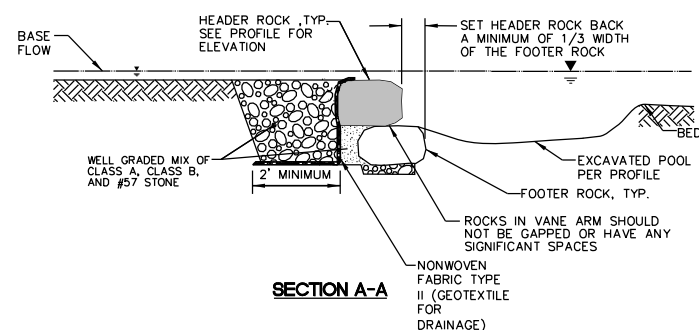 HEADER ROCK ,TYP.
SEE PROFILE FOR
ELEVATION
SET HEADER ROCK BACK
A MINIMUM OF 1/3 WIDTH
OF THE FOOTER ROCK
BASE
FLOW
BED
WELL GRADED MIX OF
CLASS A, CLASS B,
AND #57 STONE
2' MINIMUM
EXCAVATED POOL
PER PROFILE
FOOTER ROCK, TYP.
ROCKS IN VANE ARM SHOULD
NOT BE GAPPED OR HAVE ANY
SIGNIFICANT SPACES
NONWOVEN
FABRIC TYPE
II (GEOTEXTILE
FOR
DRAINAGE)
SECTION A-A